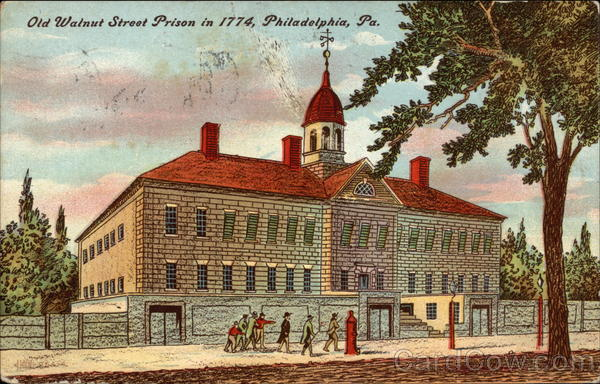 Old Walnut Street Prison in 1774, Philadelphia, Pa.
CardCow.com